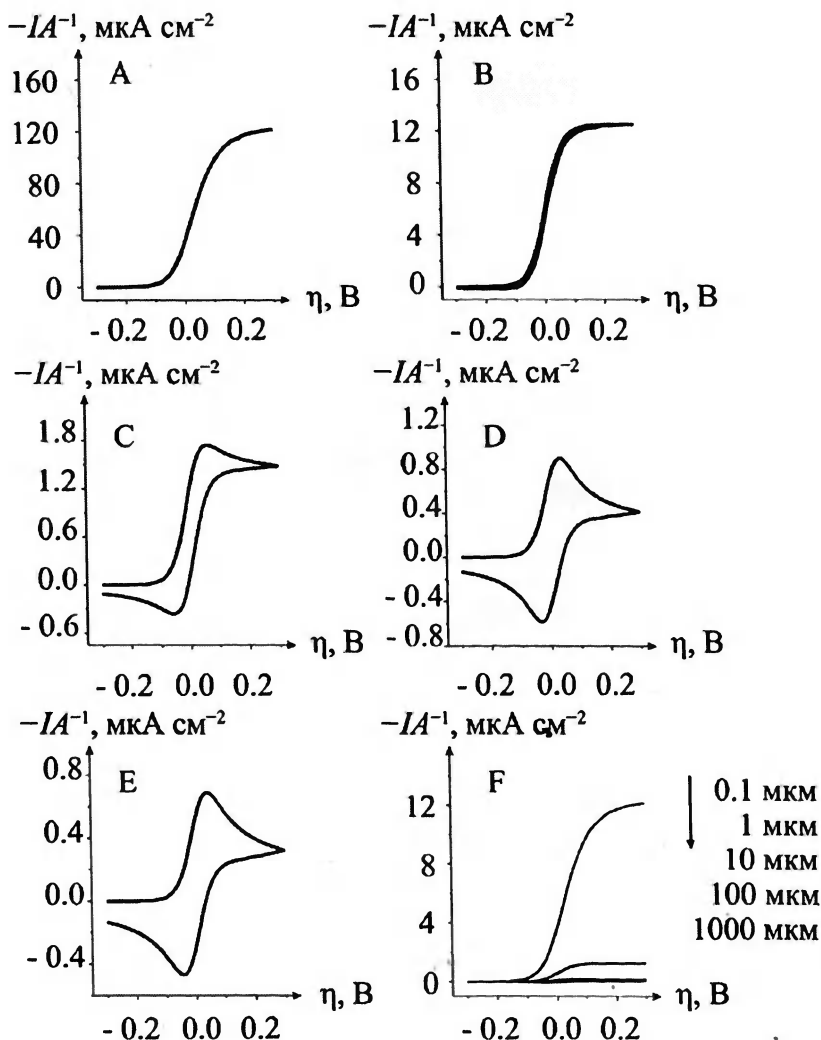 −IA⁻¹, мкА см⁻²
A
160
120
80
40
0
η, В
- 0.2 0.0 0.2
−IA⁻¹, мкА см⁻²
B
16
12
8
4
0
η, В
- 0.2 0.0 0.2
−IA⁻¹, мкА см⁻²
C
1.8
1.2
0.6
0.0
- 0.6
η, В
- 0.2 0.0 0.2
−IA⁻¹, мкА см⁻²
D
1.2
0.8
0.4
0.0
- 0.4
- 0.8
η, В
- 0.2 0.0 0.2
−IA⁻¹, мкА см⁻²
E
0.8
0.4
0.0
- 0.4
η, В
- 0.2 0.0 0.2
−IA⁻¹, мкА см⁻²
F
12
8
4
0
η, В
- 0.2 0.0 0.2
0.1 мкм
1 мкм
10 мкм
100 мкм
1000 мкм